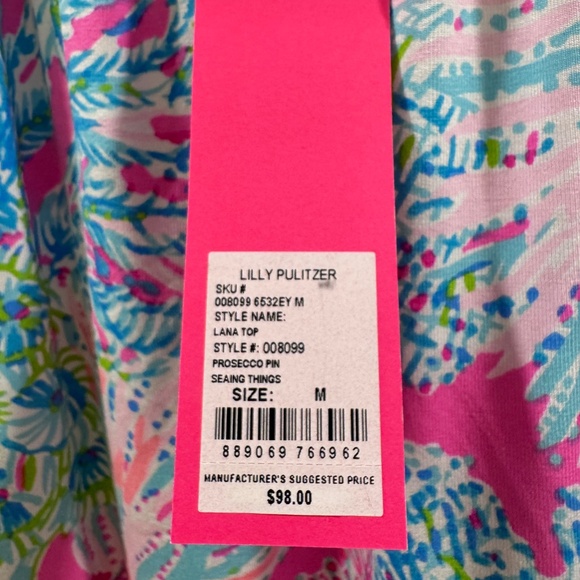 LILLY PULITZER
SKU #
008099 6532EY M
STYLE NAME:
LANA TOP
STYLE #: 008099
PROSECCO PIN
SEAING THINGS
SIZE: M
889069 766962
MANUFACTURER'S SUGGESTED PRICE
$98.00